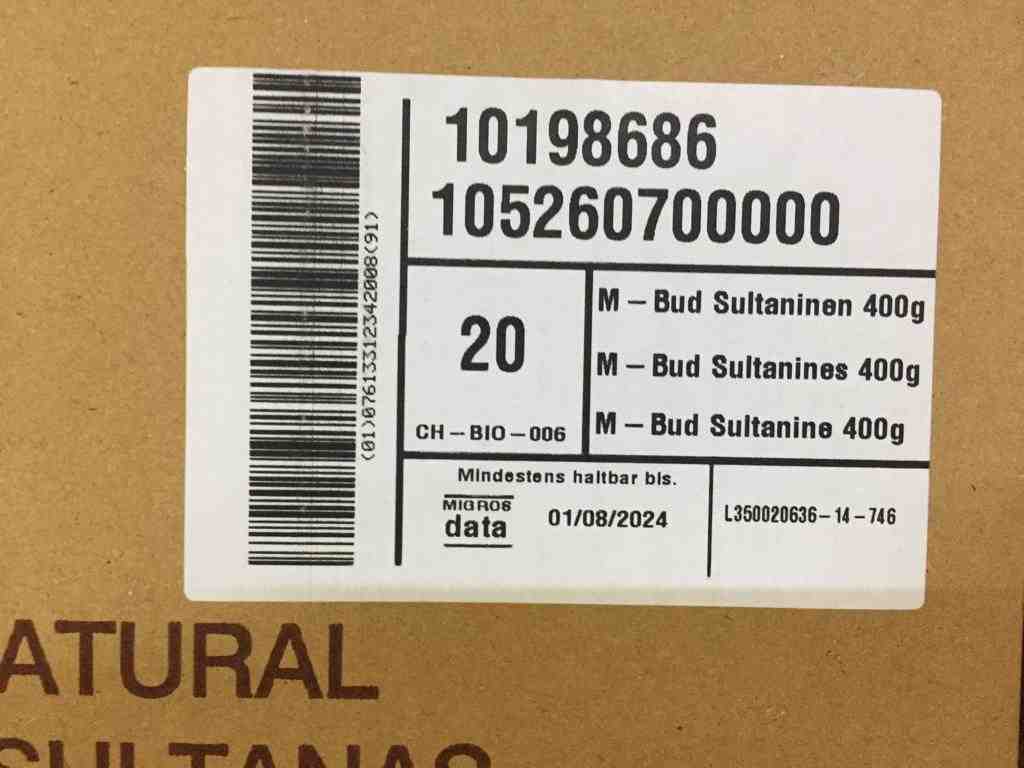 10198686
105260700000
(01)07613312342008(91)
20
CH-BIO-006
M-Bud Sultaninen 400g
M-Bud Sultanines 400g
M-Bud Sultanine 400g
Mindestens haltbar bis.
MIGROS
data
01/08/2024
L350020636-14-746
ATURAL
SULTANAS